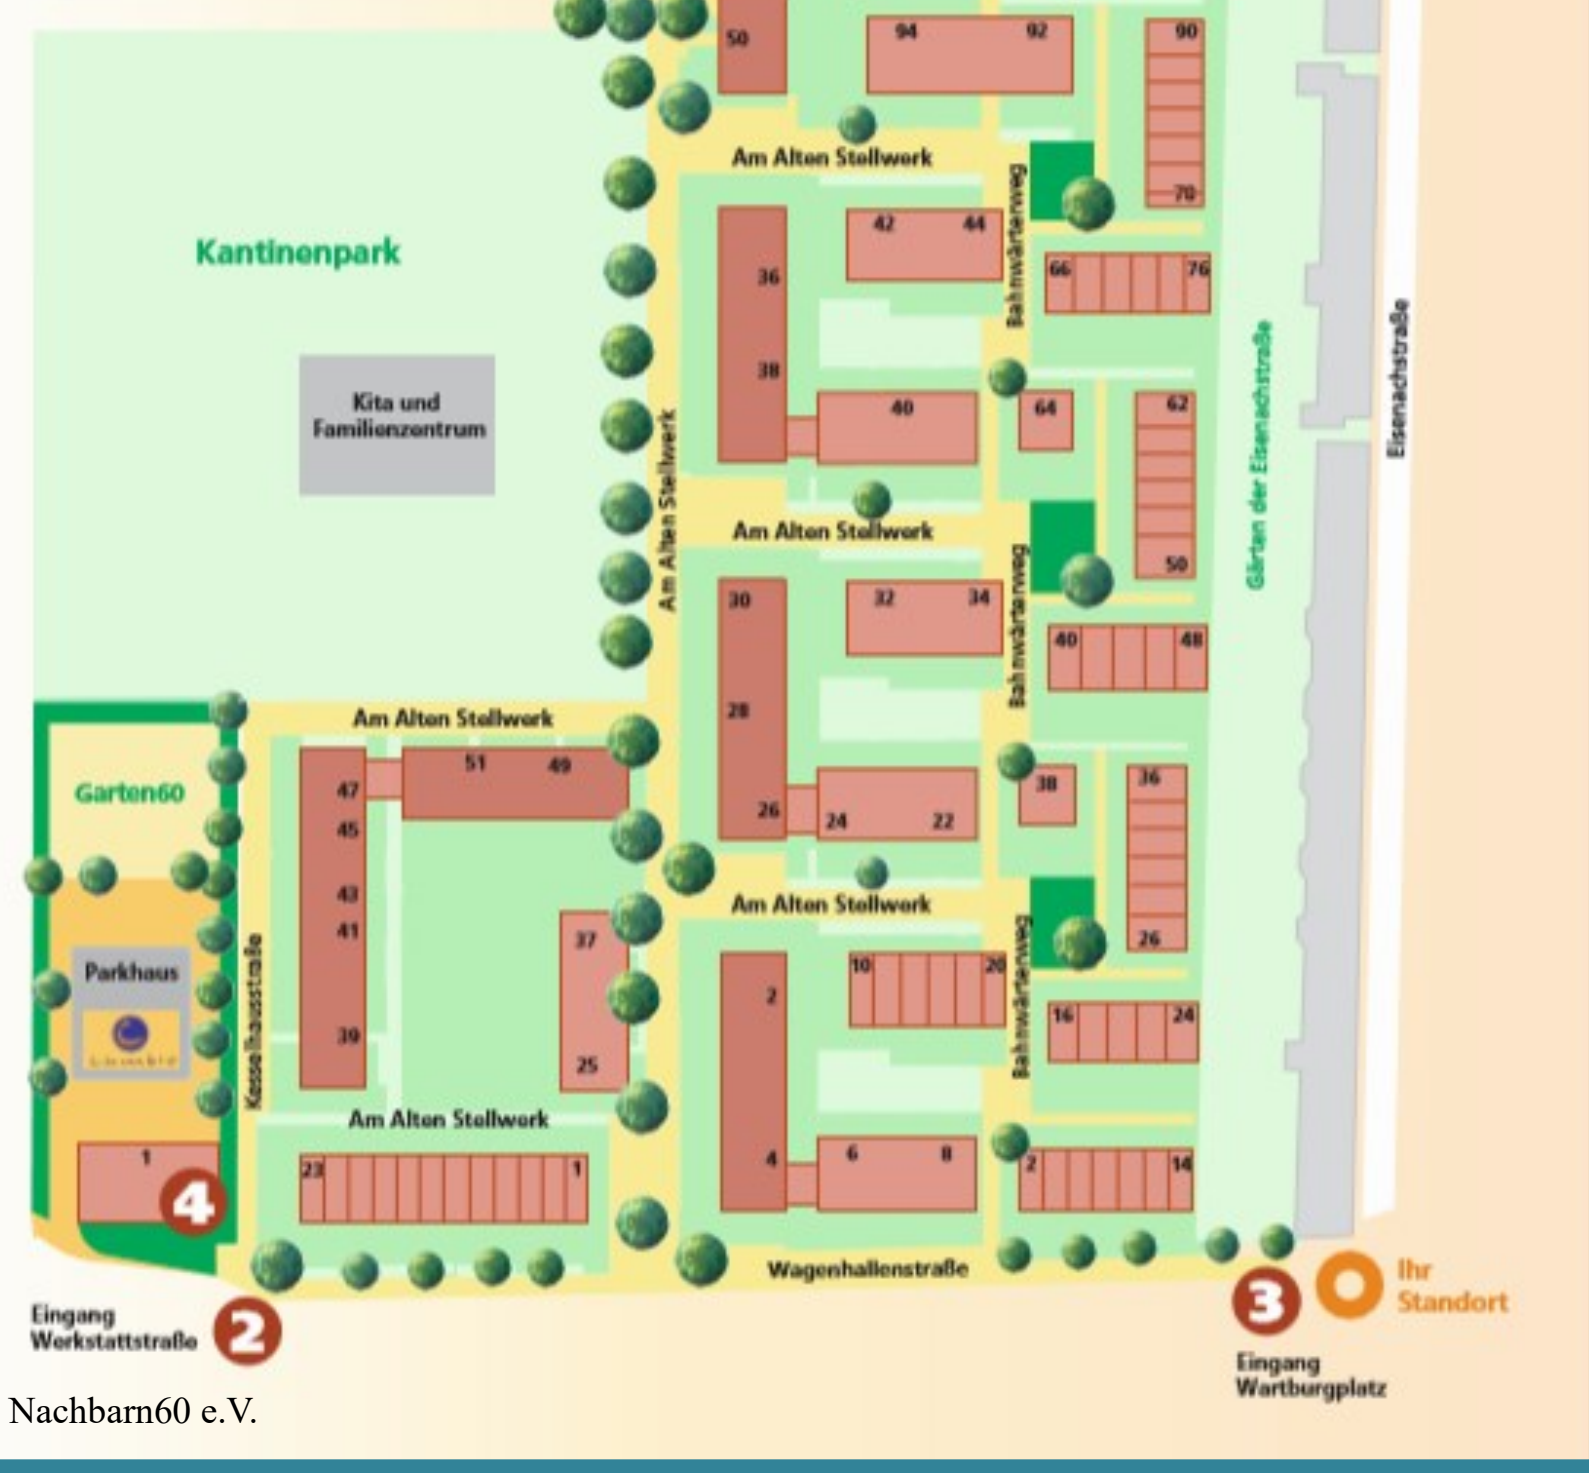 50
94
92
90
Am Alten Stellwerk
70
Bahnwärterweg
42
44
Kantinenpark
36
66
76
38
Kita und
Familienzentrum
40
64
62
Eisenachstraße
Gärten der Eisenachstraße
Am Alten Stellwerk
Am Alten Stellwerk
50
Bahnwärterweg
30
32
34
40
48
28
Am Alten Stellwerk
51
49
47
45
Garten60
26
24
22
38
36
43
41
Am Alten Stellwerk
37
26
Bahnwärterweg
Parkhaus
Kesselhausstraße
2
10
20
16
24
39
25
Am Alten Stellwerk
1
4
23
1
4
6
8
2
14
Wagenhallenstraße
Eingang
Werkstattstraße
2
3
Ihr
Standort
Eingang
Wartburgplatz
Nachbarn60 e.V.